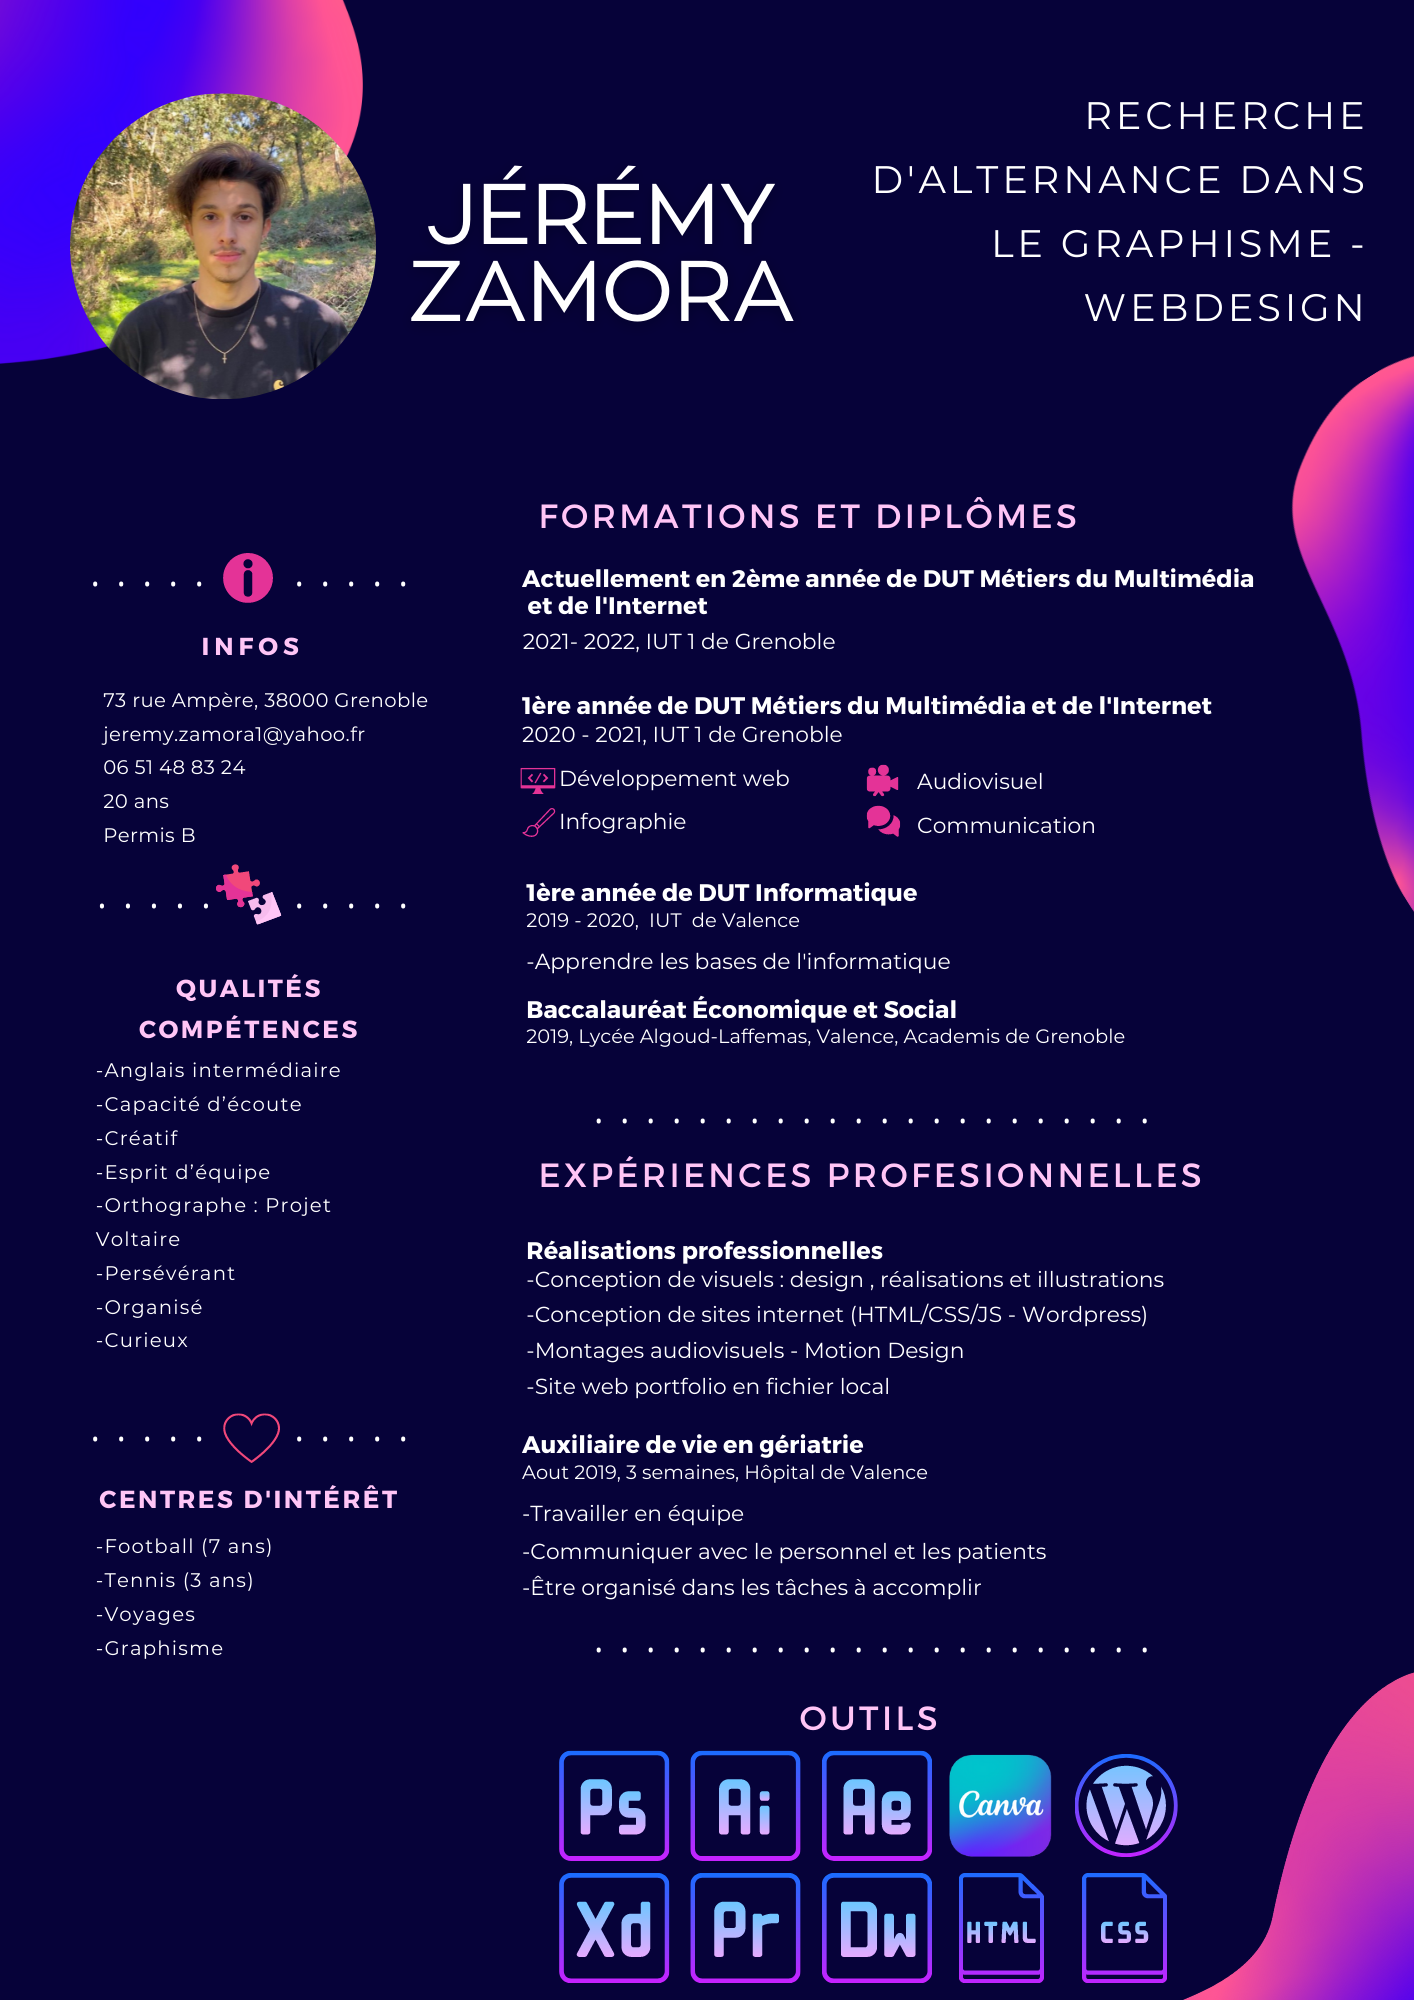 JÉRÉMY
ZAMORA
RECHERCHE
D'ALTERNANCE DANS
LE GRAPHISME -
WEBDESIGN
INFOS
73 rue Ampère, 38000 Grenoble
jeremy.zamora1@yahoo.fr
06 51 48 83 24
20 ans
Permis B
QUALITÉS
COMPÉTENCES
-Anglais intermédiaire
-Capacité d’écoute
-Créatif
-Esprit d’équipe
-Orthographe : Projet
Voltaire
-Persévérant
-Organisé
-Curieux
CENTRES D'INTÉRÊT
-Football (7 ans)
-Tennis (3 ans)
-Voyages
-Graphisme
FORMATIONS ET DIPLÔMES
Actuellement en 2ème année de DUT Métiers du Multimédia
et de l'Internet
2021- 2022, IUT 1 de Grenoble
1ère année de DUT Métiers du Multimédia et de l'Internet
2020 - 2021, IUT 1 de Grenoble
Développement web
Audiovisuel
Infographie
Communication
1ère année de DUT Informatique
2019 - 2020, IUT de Valence
-Apprendre les bases de l'informatique
Baccalauréat Économique et Social
2019, Lycée Algoud-Laffemas, Valence, Academis de Grenoble
EXPÉRIENCES PROFESIONNELLES
Réalisations professionnelles
-Conception de visuels : design , réalisations et illustrations
-Conception de sites internet (HTML/CSS/JS - Wordpress)
-Montages audiovisuels - Motion Design
-Site web portfolio en fichier local
Auxiliaire de vie en gériatrie
Aout 2019, 3 semaines, Hôpital de Valence
-Travailler en équipe
-Communiquer avec le personnel et les patients
-Être organisé dans les tâches à accomplir
OUTILS
Ps Ai Ae Canva W
Xd Pr Dw HTML CSS